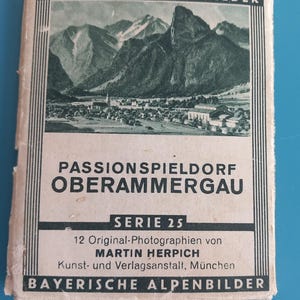 PASSIONSPIELDORF
OBERAMMERGAU
SERIE 25
12 Original-Photographien von
MARTIN HERPICH
Kunst- und Verlagsanstalt, München
BAYERISCHE ALPENBILDER